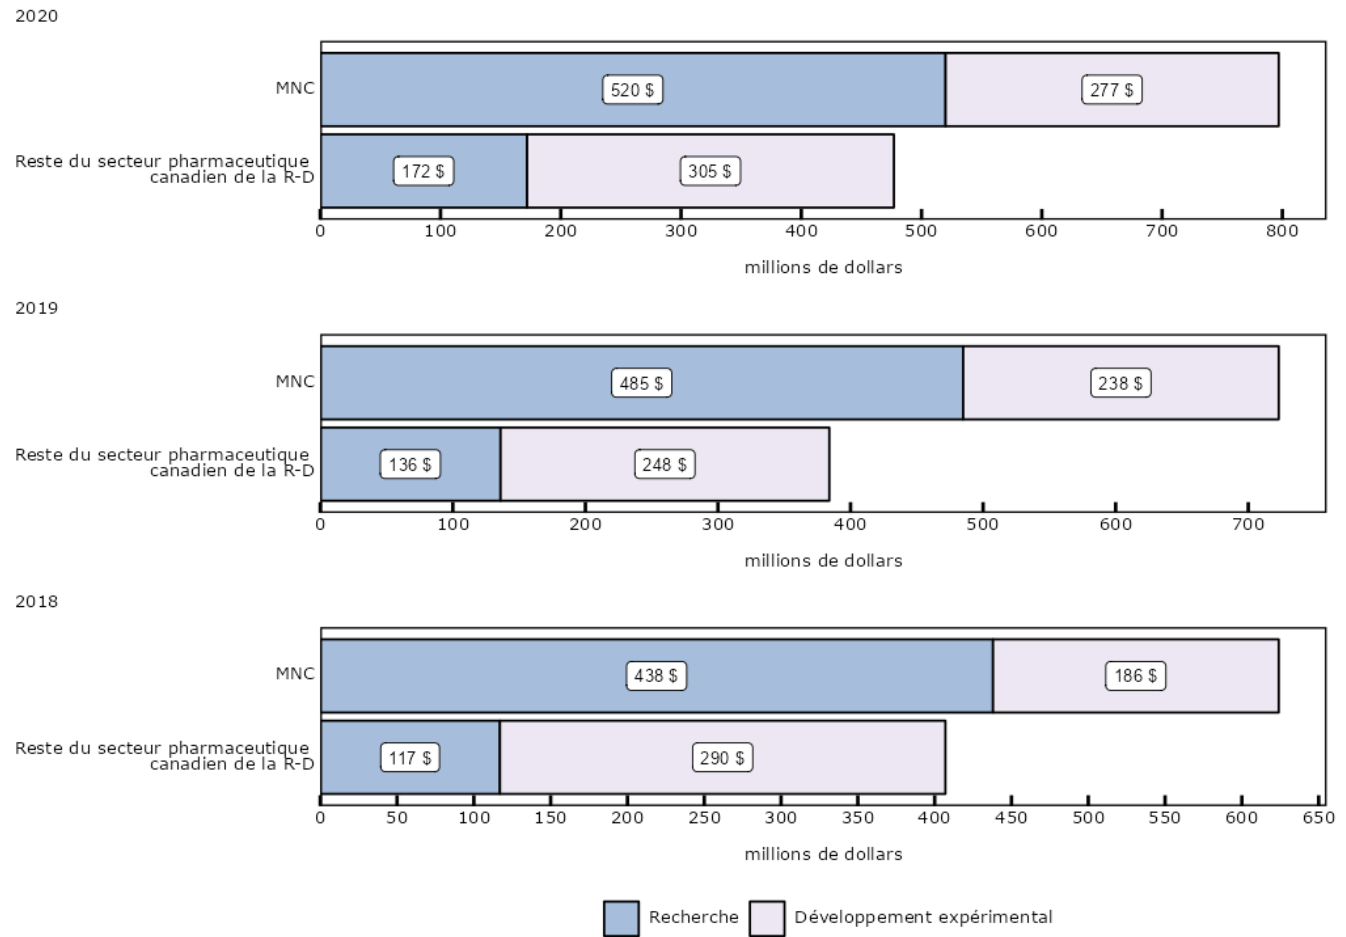 2020
MNC
520 $
277 $
Reste du secteur pharmaceutique
canadien de la R-D
172 $
305 $
0 100 200 300 400 500 600 700 800
millions de dollars
2019
MNC
485 $
238 $
Reste du secteur pharmaceutique
canadien de la R-D
136 $
248 $
0 100 200 300 400 500 600 700
millions de dollars
2018
MNC
438 $
186 $
Reste du secteur pharmaceutique
canadien de la R-D
117 $
290 $
0 50 100 150 200 250 300 350 400 450 500 550 600 650
millions de dollars
Recherche
Développement expérimental